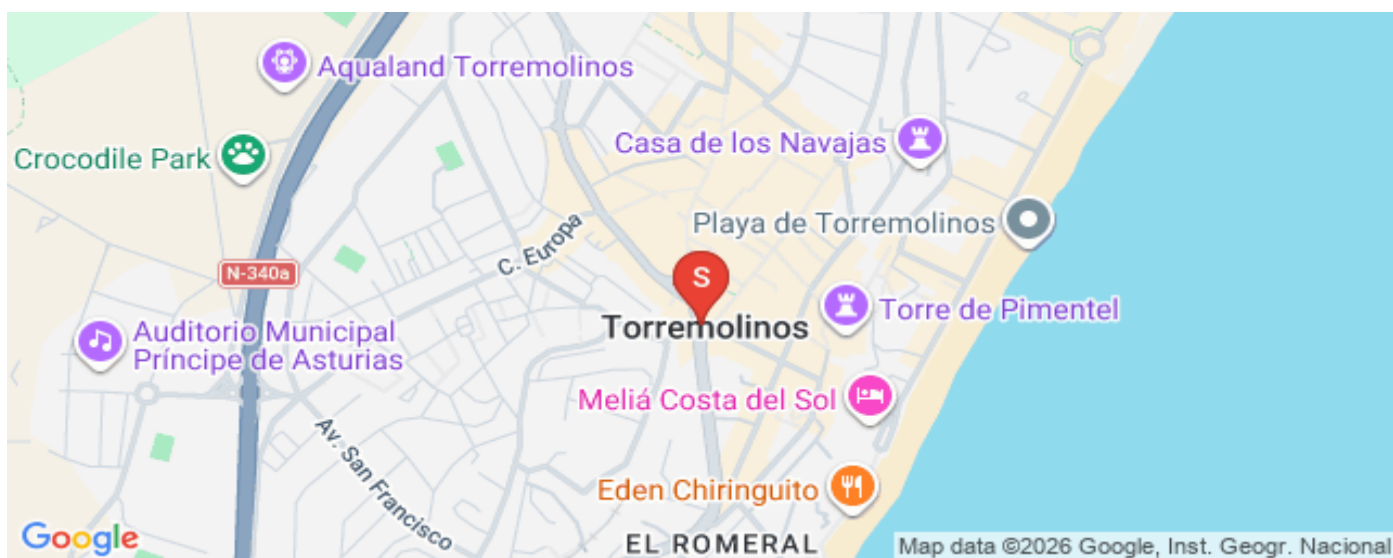 Aqualand Torremolinos
Casa de los Navajas
Crocodile Park
Playa de Torremolinos
C. Europa
N-340a
S
Torre de Pimentel
Torremolinos
Auditorio Municipal
Príncipe de Asturias
Meliá Costa del Sol
Av. San Francisco
Eden Chiringuito
EL ROMERAL
Google
Map data ©2026 Google, Inst. Geogr. Nacional